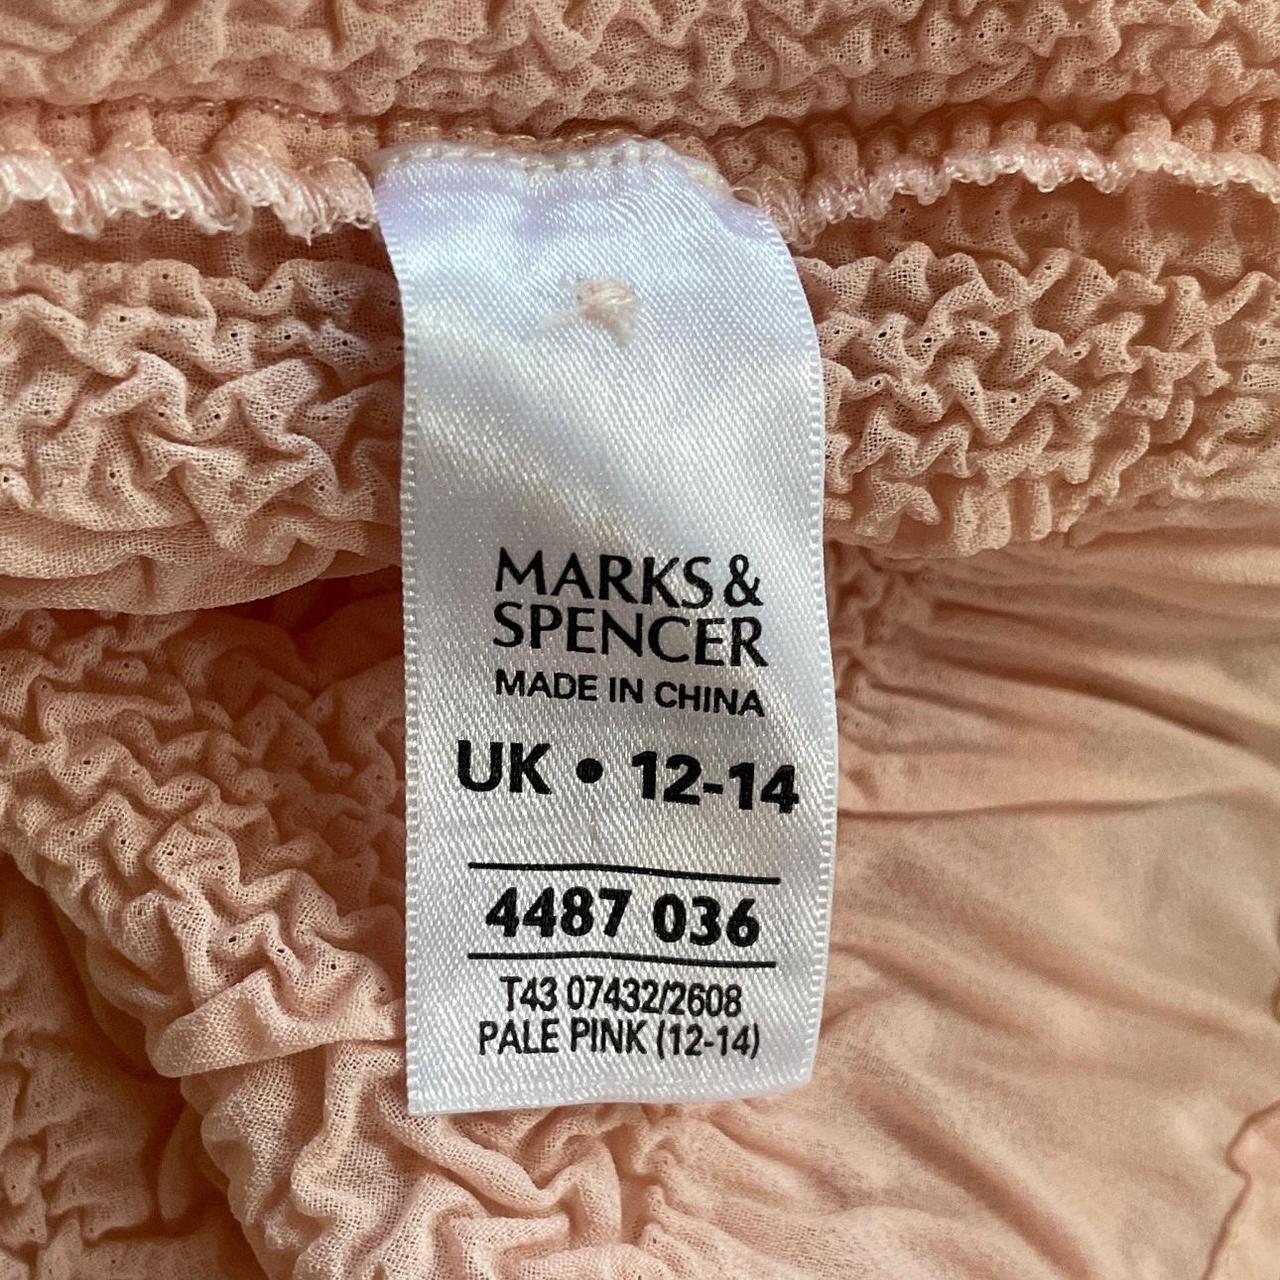 MARKS &
SPENCER
MADE IN CHINA
UK • 12-14
4487 036
T43 07432/2608
PALE PINK (12-14)